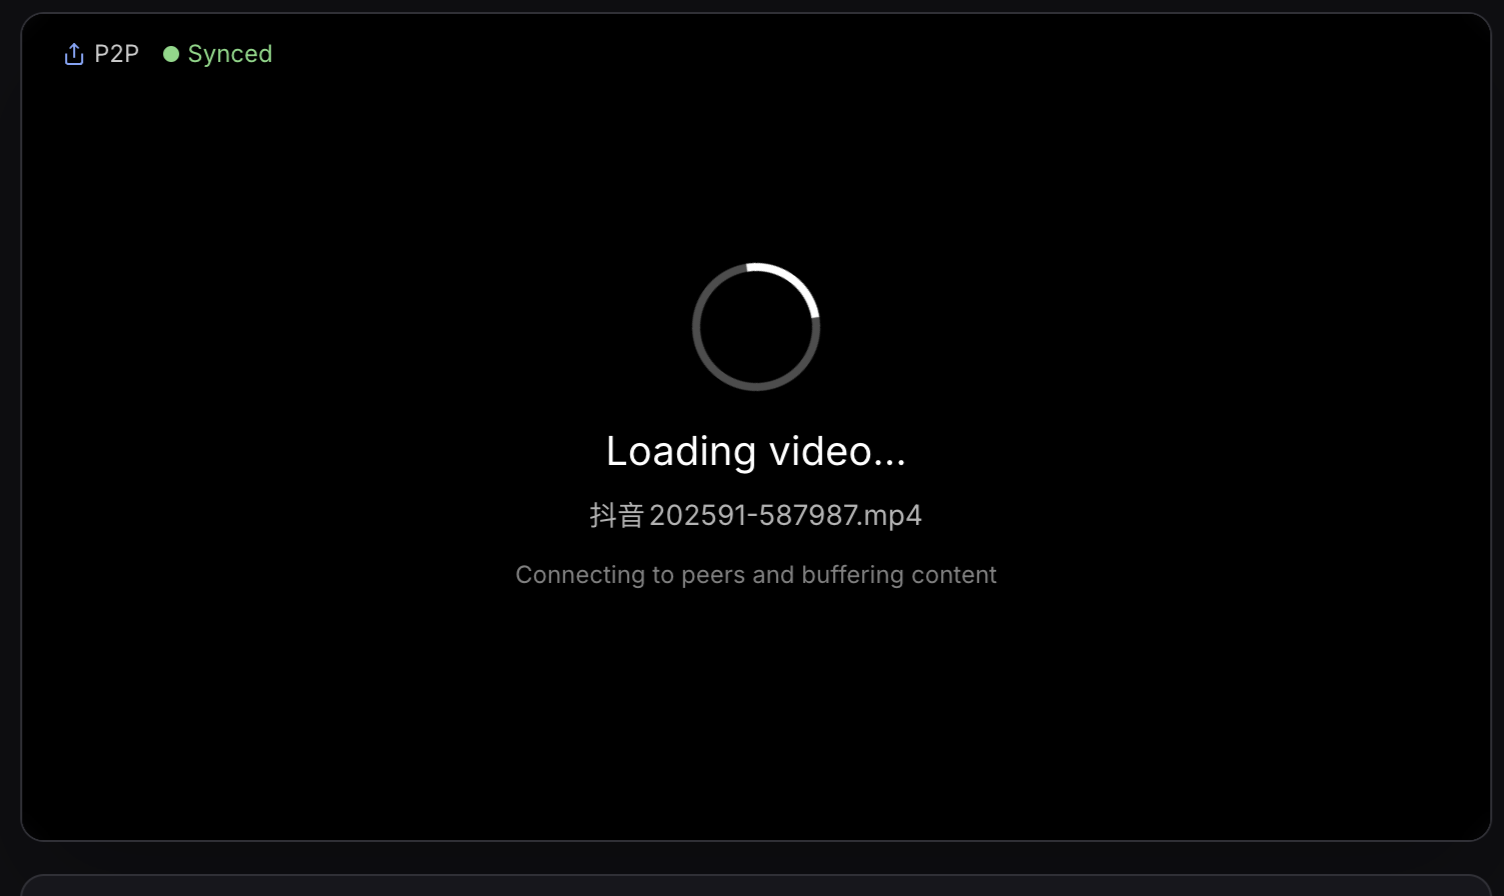 P2P Synced
Loading video...
抖音202591-587987.mp4
Connecting to peers and buffering content